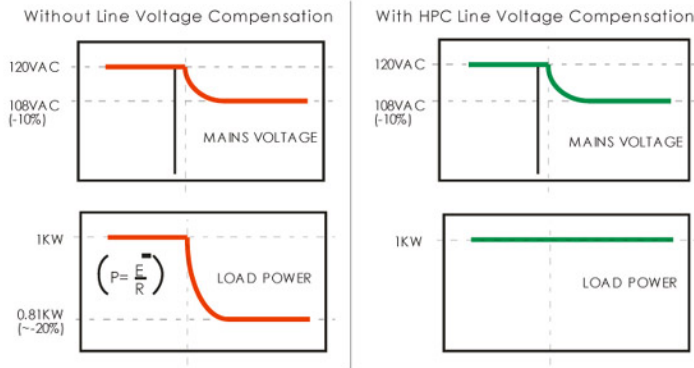 Without Line Voltage Compensation
120VAC
108VAC
(-10%)
MAINS VOLTAGE
1KW
(P= E
R)
LOAD POWER
0.81KW
(~-20%)
With HPC Line Voltage Compensation
120VAC
108VAC
(-10%)
MAINS VOLTAGE
1KW
LOAD POWER